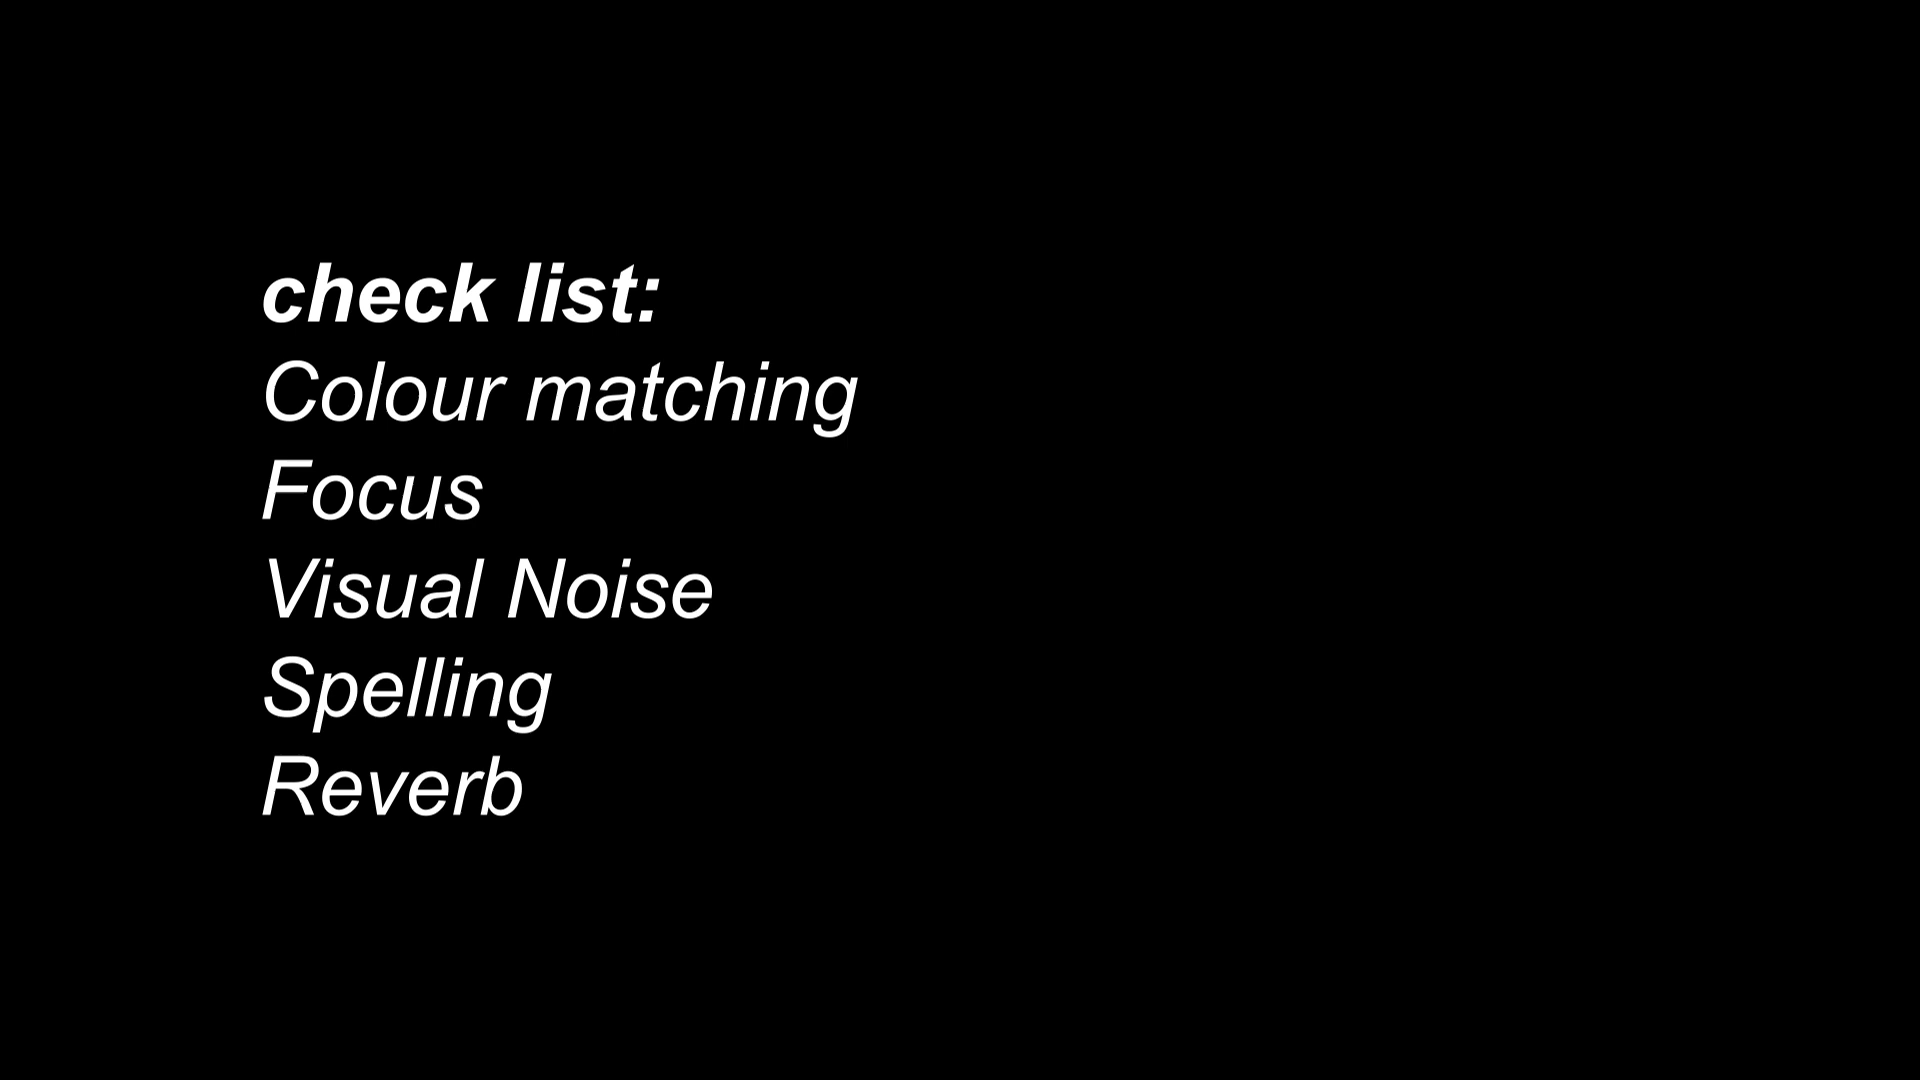 check list:
Colour matching
Focus
Visual Noise
Spelling
Reverb